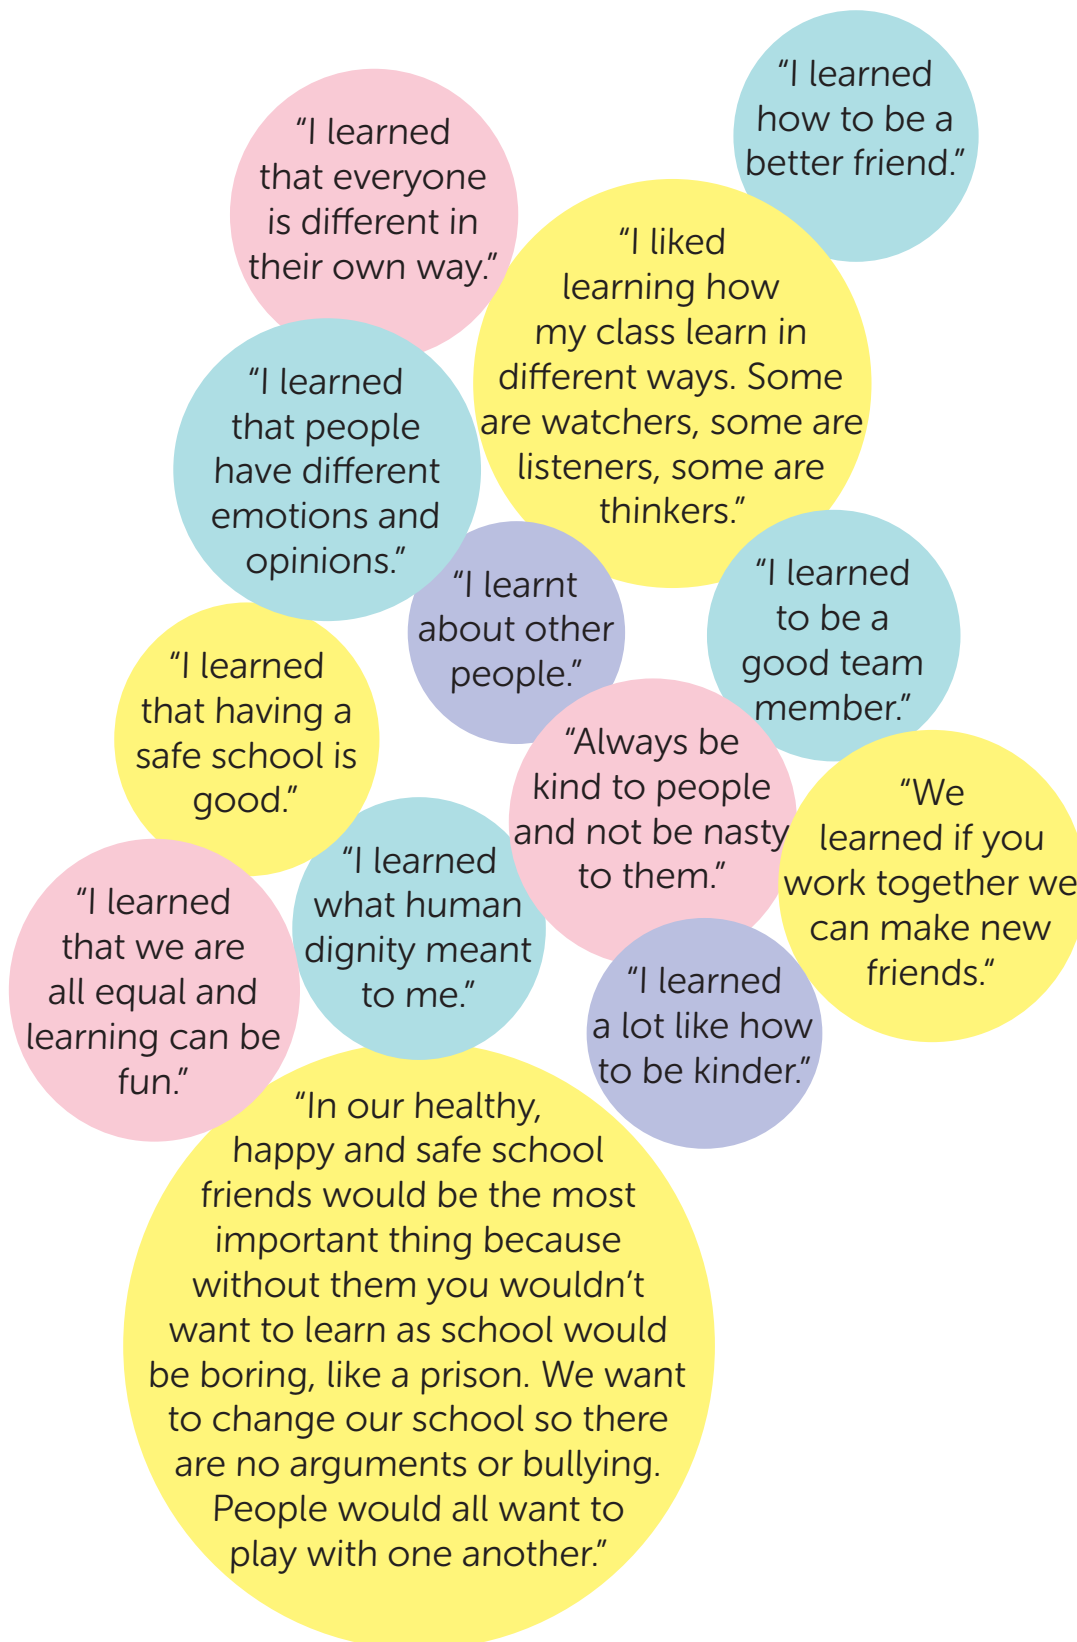 “I learned
how to be a
better friend.”
“I learned
that everyone
is different in
their own way.”
“I liked
learning how
my class learn in
different ways. Some
are watchers, some are
listeners, some are
thinkers.”
“I learned
that people
have different
emotions and
opinions.”
“I learnt
about other
people.”
“I learned
to be a
good team
member.”
“I learned
that having a
safe school is
good.”
“Always be
kind to people
and not be nasty
to them.”
“We
learned if you
work together we
can make new
friends.“
“I learned
what human
dignity meant
to me.”
“I learned
that we are
all equal and
learning can be
fun.”
“I learned
a lot like how
to be kinder.”
“In our healthy,
happy and safe school
friends would be the most
important thing because
without them you wouldn’t
want to learn as school would
be boring, like a prison. We want
to change our school so there
are no arguments or bullying.
People would all want to
play with one another.”